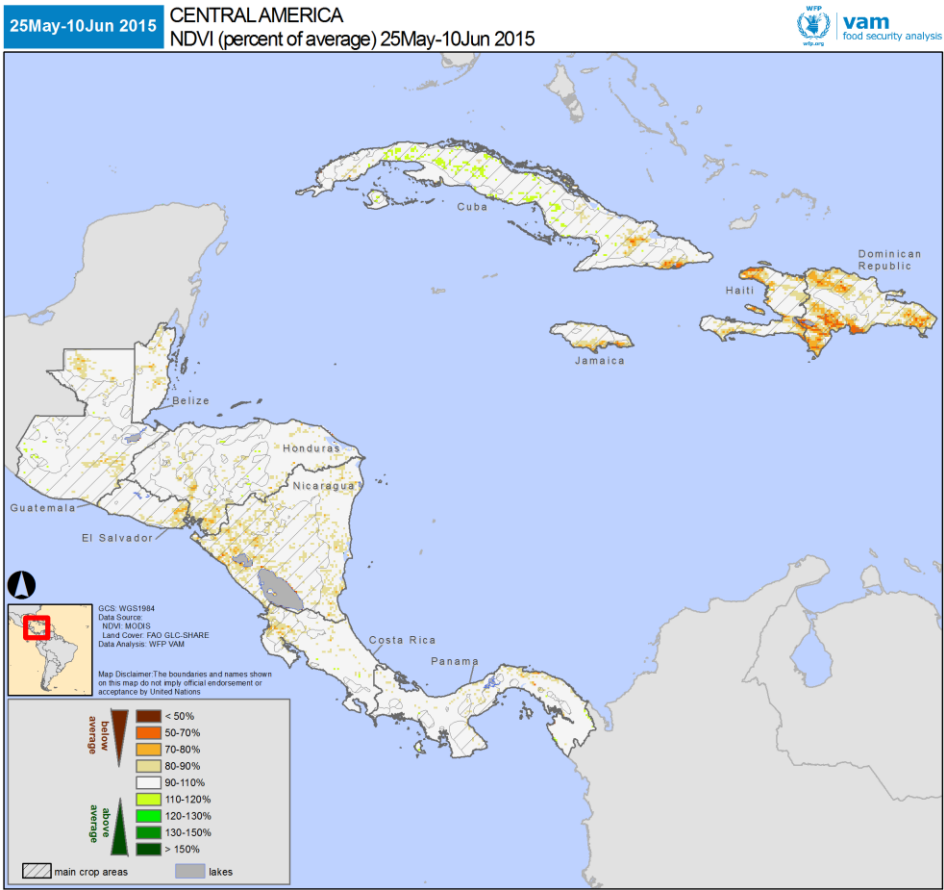 25May-10Jun 2015
CENTRAL AMERICA
NDVI (percent of average) 25May-10Jun 2015
WFP
wfp.org
vam
food security analysis
Cuba
Dominican
Republic
Haiti
Jamaica
Belize
Honduras
Nicaragua
Guatemala
El Salvador
Costa Rica
Panama
GCS: WGS1984
Data Source:
NDVI: MODIS
Land Cover: FAO GLC-SHARE
Data Analysis: WFP VAM
Map Disclaimer:The boundaries and names shown
on this map do not imply official endorsement or
acceptance by United Nations
below
average
< 50%
50-70%
70-80%
80-90%
90-110%
110-120%
120-130%
130-150%
> 150%
above
average
main crop areas
lakes